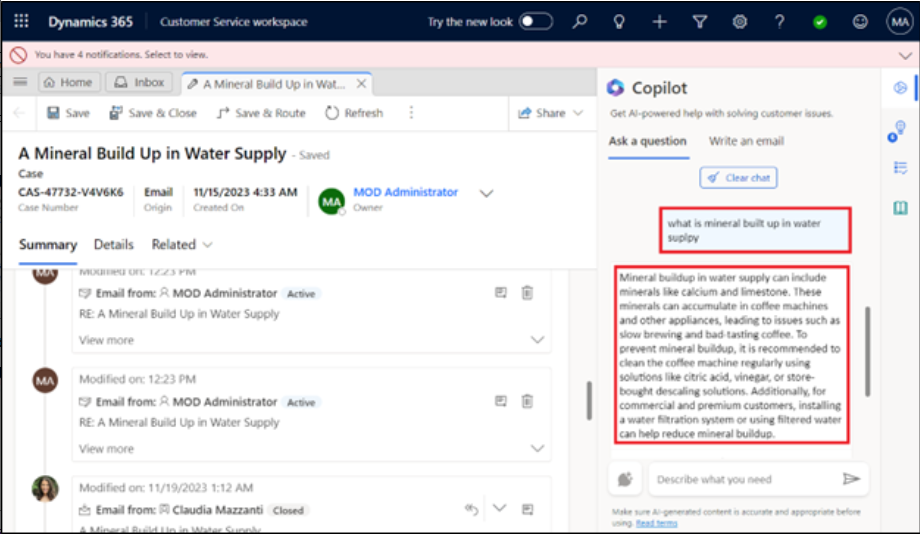 Dynamics 365 Customer Service workspace Try the new look MA
You have 4 notifications. Select to view.
Home Inbox A Mineral Build Up in Wat...
Save Save & Close Save & Route Refresh Share
A Mineral Build Up in Water Supply - Saved
Case
CAS-47732-V4V6K6 Email 11/15/2023 4:33 AM MA MOD Administrator
Case Number Origin Created On Owner
Summary Details Related
MA Modified on: 12:23 PM
Email from: MOD Administrator Active
RE: A Mineral Build Up in Water Supply
View more
MA Modified on: 12:23 PM
Email from: MOD Administrator Active
RE: A Mineral Build Up in Water Supply
View more
Modified on: 11/19/2023 1:12 AM
Email from: Claudia Mazzanti Closed
A Mineral Build Up in Water Supply
Copilot
Get AI-powered help with solving customer issues.
Ask a question Write an email
Clear chat
what is mineral built up in water
suplpy
Mineral buildup in water supply can include
minerals like calcium and limestone. These
minerals can accumulate in coffee machines
and other appliances, leading to issues such as
slow brewing and bad-tasting coffee. To
prevent mineral buildup, it is recommended to
clean the coffee machine regularly using
solutions like citric acid, vinegar, or store-
bought descaling solutions. Additionally, for
commercial and premium customers, installing
a water filtration system or using filtered water
can help reduce mineral buildup.
Describe what you need
Make sure AI-generated content is accurate and appropriate before
using. Read terms